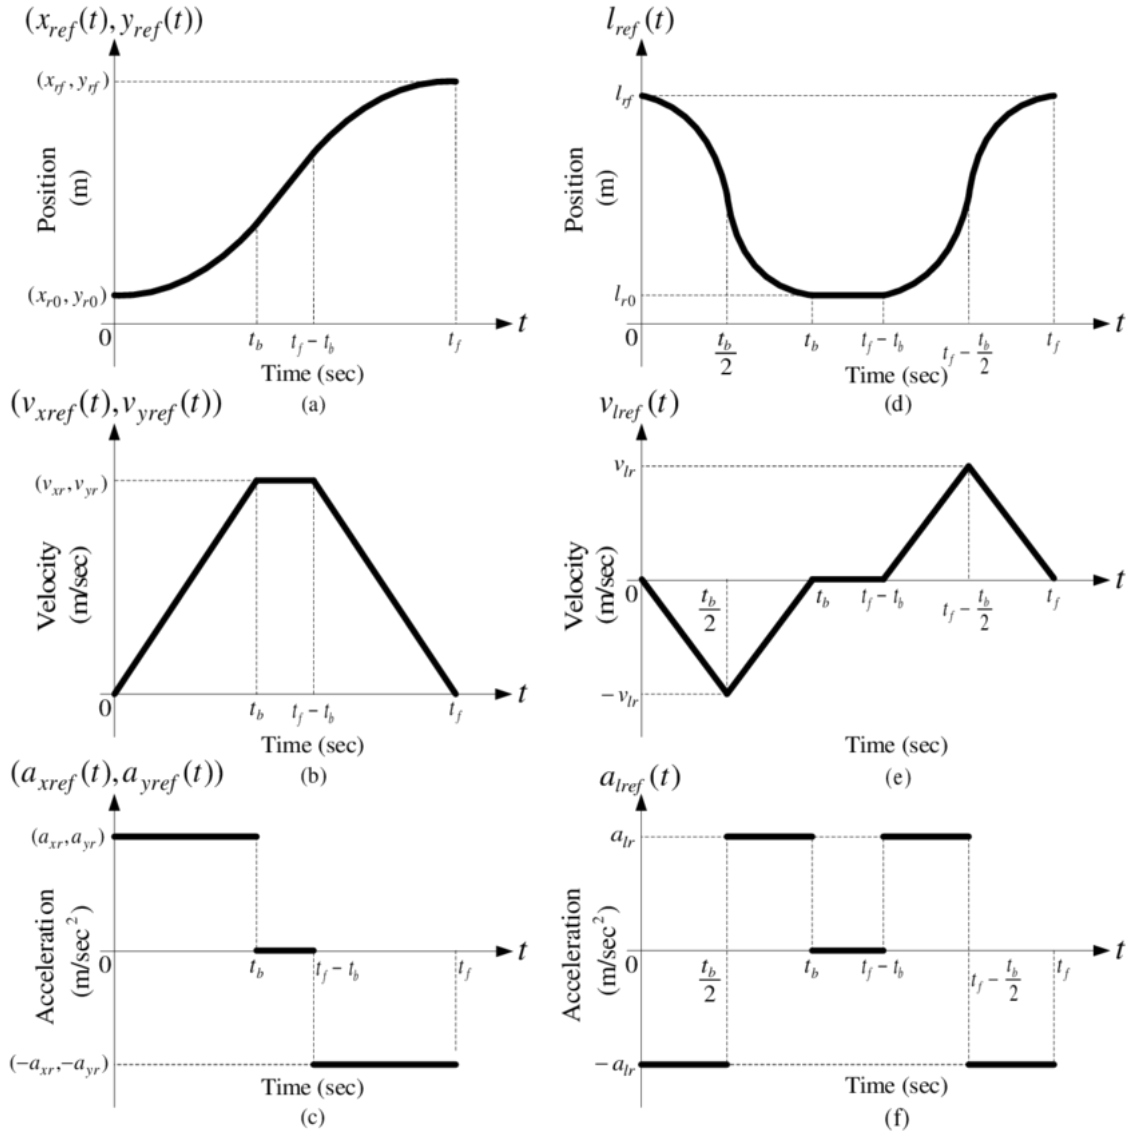 (x_ref(t), y_ref(t))
(x_rf, y_rf)
Position
(m)
(x_r0, y_r0)
0
t_b
t_f − t_b
t_f
t
Time (sec)
(a)
l_ref(t)
l_rf
Position
(m)
l_r0
0
t_b/2
t_b
t_f − t_b
t_f − t_b/2
t_f
t
Time (sec)
(d)
(v_xref(t), v_yref(t))
(v_xr, v_yr)
Velocity
(m/sec)
0
t_b
t_f − t_b
t_f
t
Time (sec)
(b)
v_lref(t)
v_lr
Velocity
(m/sec)
0
t_b/2
t_b
t_f − t_b
t_f − t_b/2
t_f
t
−v_lr
Time (sec)
(e)
(a_xref(t), a_yref(t))
(a_xr, a_yr)
Acceleration
(m/sec²)
0
t_b
t_f − t_b
t_f
t
(−a_xr, −a_yr)
Time (sec)
(c)
a_lref(t)
a_lr
Acceleration
(m/sec²)
0
t_b/2
t_b
t_f − t_b
t_f − t_b/2
t_f
t
−a_lr
Time (sec)
(f)